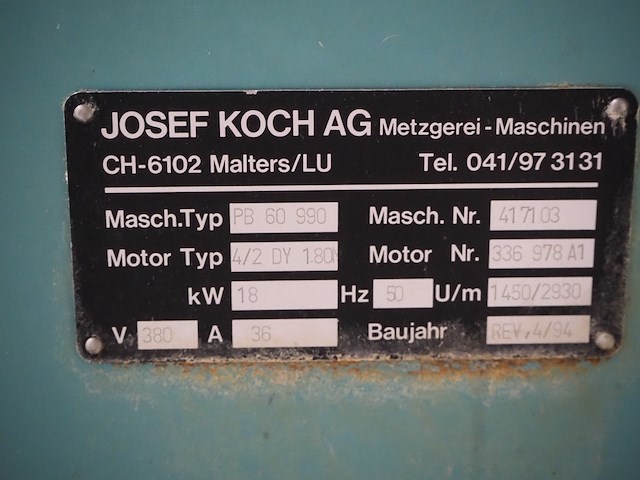 JOSEF KOCH AG Metzgerei-Maschinen
CH-6102 Malters/LU Tel. 041/97 31 31
Masch.Typ PB 60 990 Masch. Nr. 417103
Motor Typ 4/2 DY 1.80M Motor Nr. 336 978 A1
kW 18 Hz 50 U/m 1450/2930
V 380 A 36 Baujahr REV,4/94